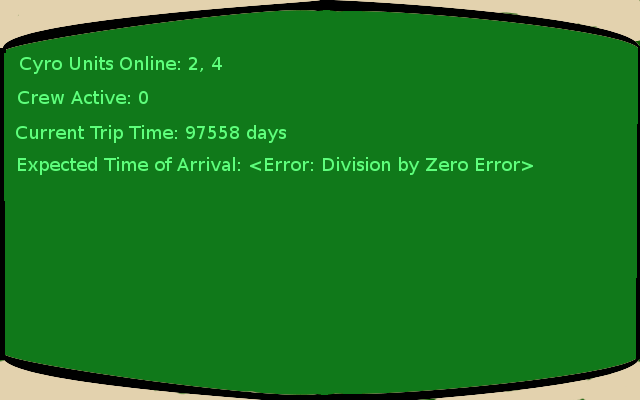 Cyro Units Online: 2, 4
Crew Active: 0
Current Trip Time: 97558 days
Expected Time of Arrival: <Error: Division by Zero Error>